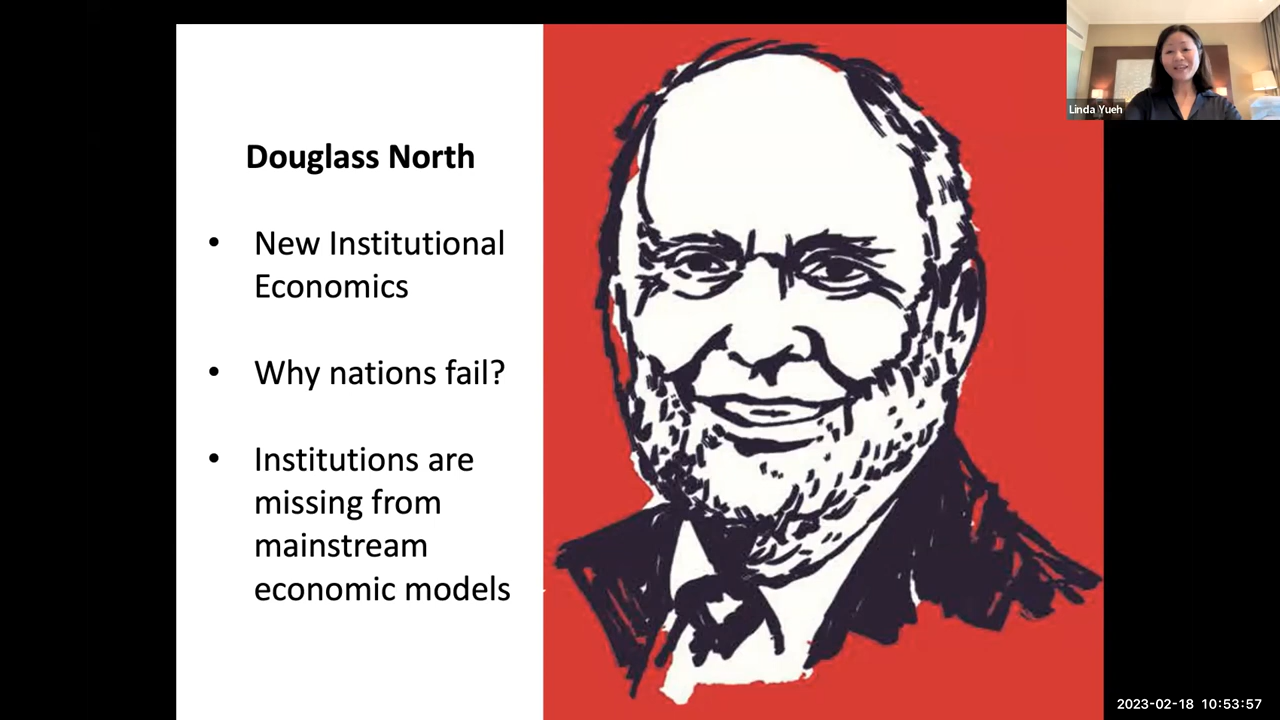 Douglass North
• New Institutional
Economics
• Why nations fail?
• Institutions are
missing from
mainstream
economic models
Linda Yueh
2023-02-18 10:53:57